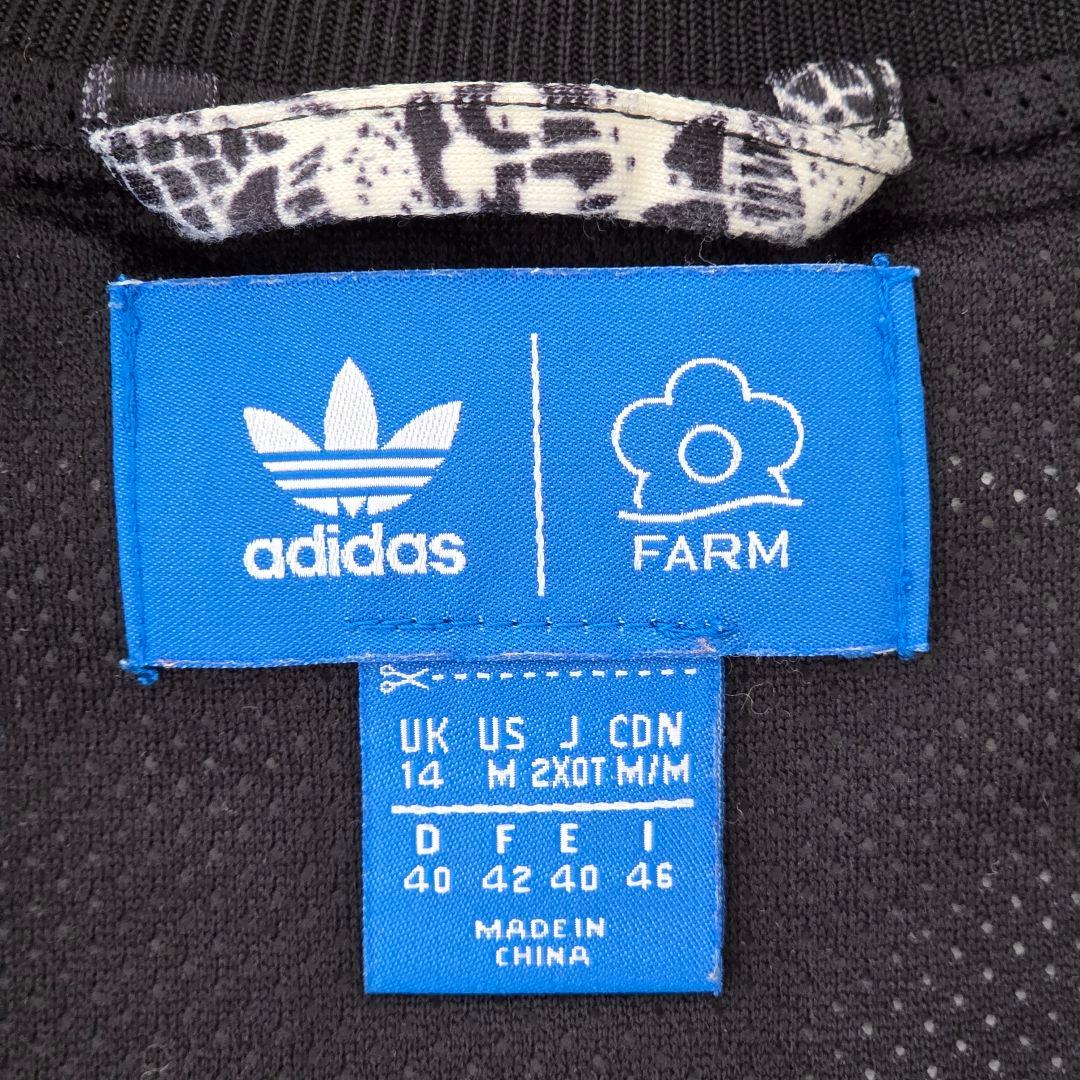 adidas
FARM
UK US J CDN
14 M 2XOT M/M
D F E I
40 42 40 46
MADE IN
CHINA